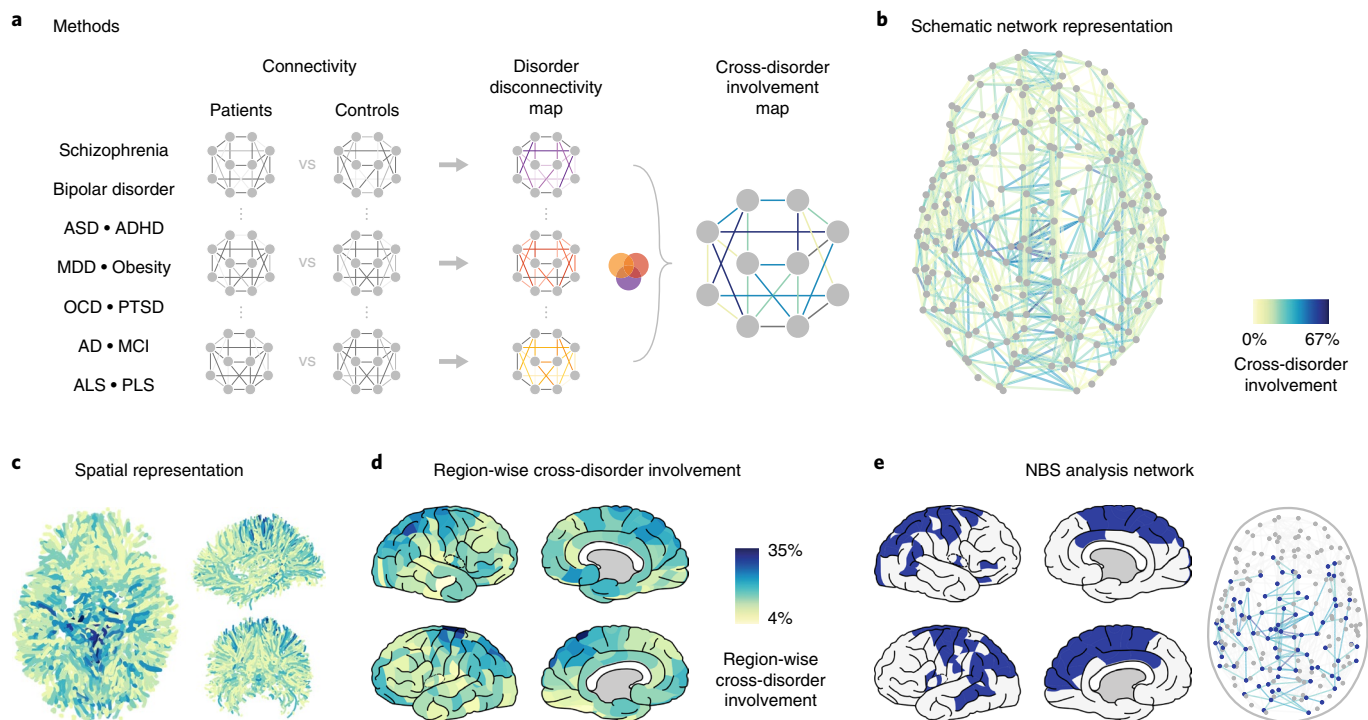 a
Methods
Connectivity
Patients
Controls
Disorder
disconnectivity
map
Cross-disorder
involvement
map
Schizophrenia
Bipolar disorder
ASD • ADHD
MDD • Obesity
OCD • PTSD
AD • MCI
ALS • PLS
vs
vs
vs
b
Schematic network representation
0%
67%
Cross-disorder
involvement
c
Spatial representation
d
Region-wise cross-disorder involvement
35%
4%
Region-wise
cross-disorder
involvement
e
NBS analysis network